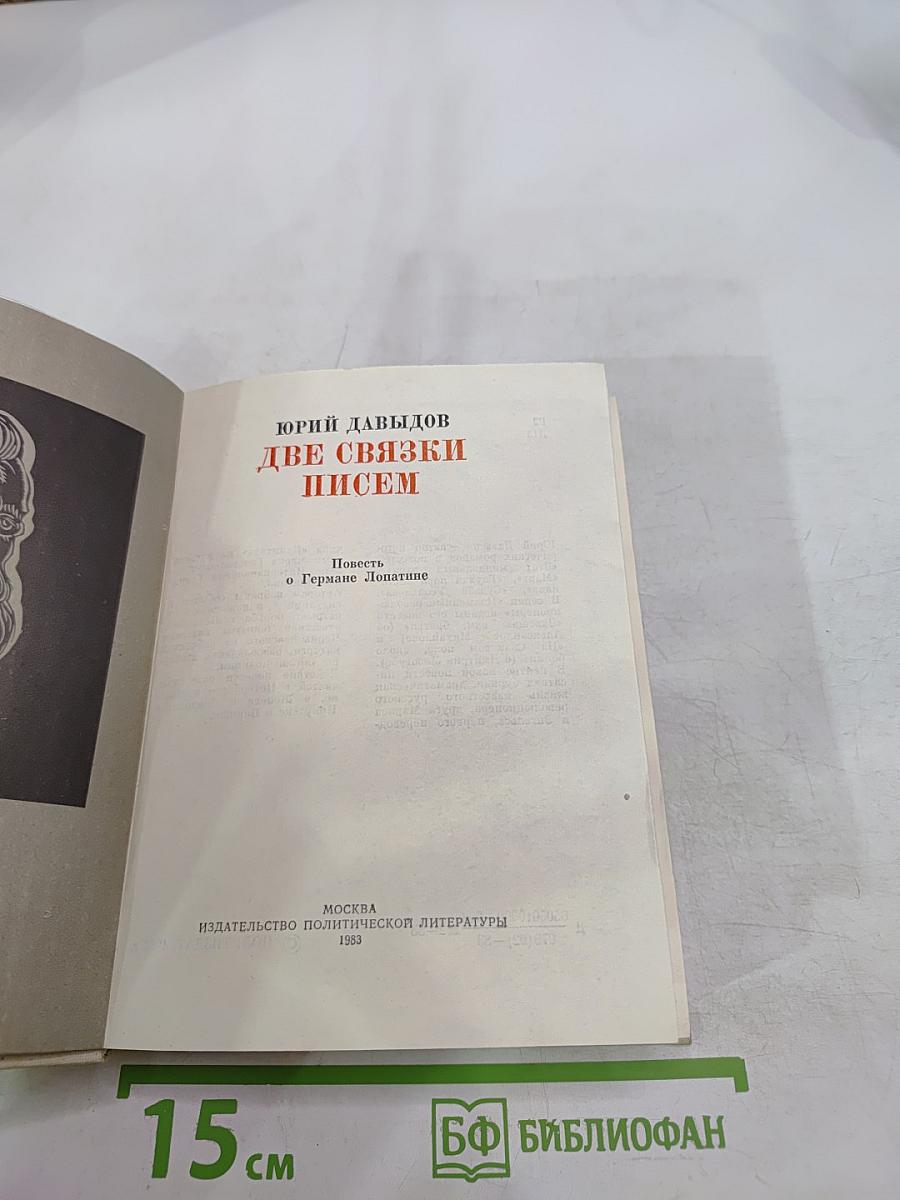 ЮРИЙ ДАВЫДОВ
ДВЕ СВЯЗКИ
ПИСЕМ
Повесть
о Германе Лопатине
МОСКВА
ИЗДАТЕЛЬСТВО ПОЛИТИЧЕСКОЙ ЛИТЕРАТУРЫ
1983
15 см
БФ БИБЛИОФАН